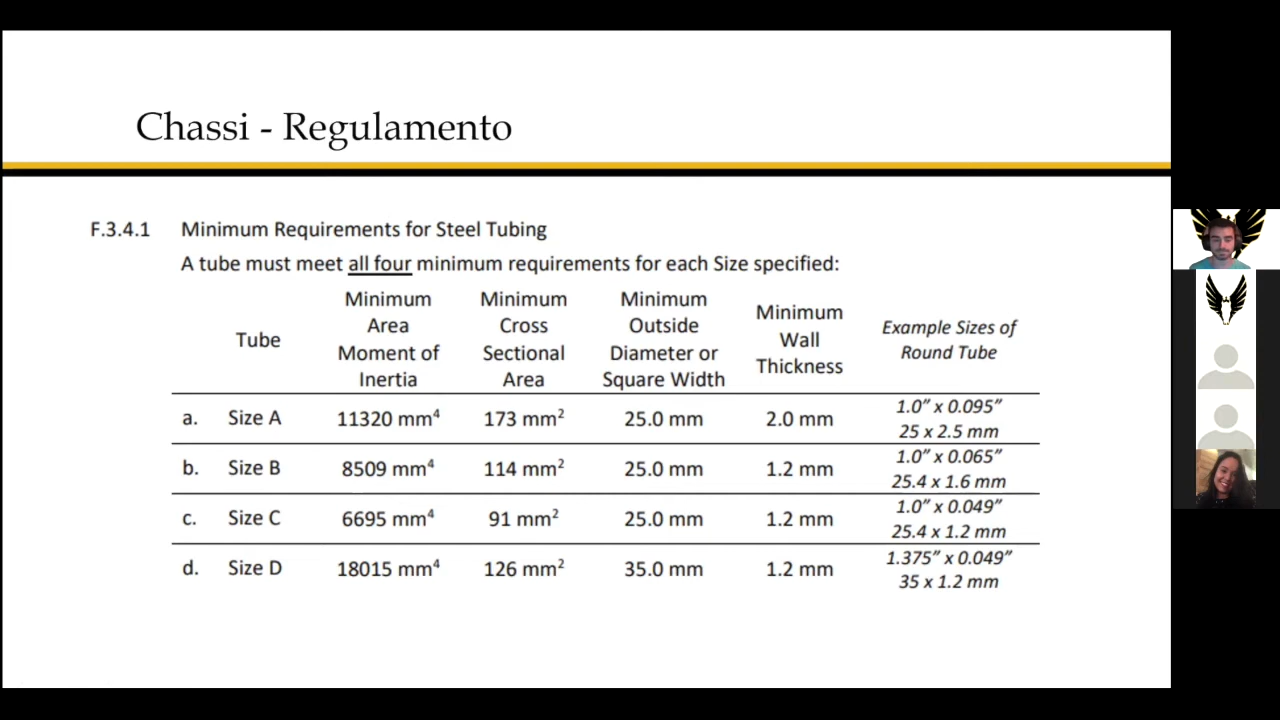 Chassi - Regulamento
F.3.4.1 Minimum Requirements for Steel Tubing
A tube must meet all four minimum requirements for each Size specified:
Tube Minimum Area Moment of Inertia Minimum Cross Sectional Area Minimum Outside Diameter or Square Width Minimum Wall Thickness Example Sizes of Round Tube
a. Size A 11320 mm⁴ 173 mm² 25.0 mm 2.0 mm 1.0″ x 0.095″ 25 x 2.5 mm
b. Size B 8509 mm⁴ 114 mm² 25.0 mm 1.2 mm 1.0″ x 0.065″ 25.4 x 1.6 mm
c. Size C 6695 mm⁴ 91 mm² 25.0 mm 1.2 mm 1.0″ x 0.049″ 25.4 x 1.2 mm
d. Size D 18015 mm⁴ 126 mm² 35.0 mm 1.2 mm 1.375″ x 0.049″ 35 x 1.2 mm